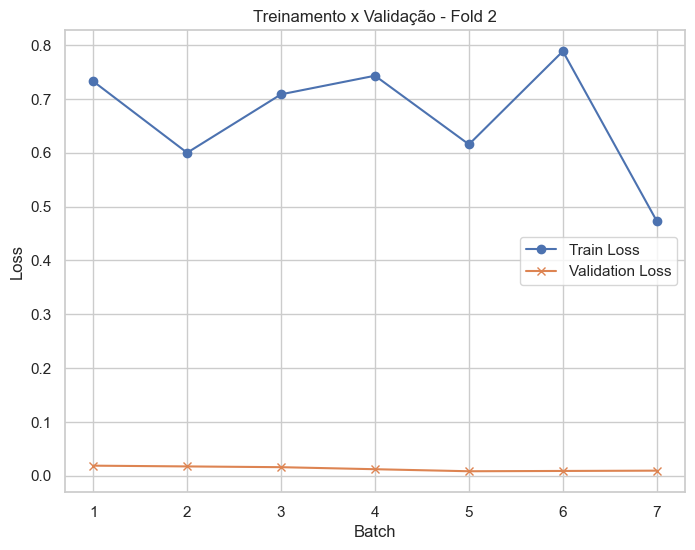 Treinamento x Validação - Fold 2
Loss
0.8
0.7
0.6
0.5
0.4
0.3
0.2
0.1
0.0
Train Loss
Validation Loss
1 2 3 4 5 6 7
Batch